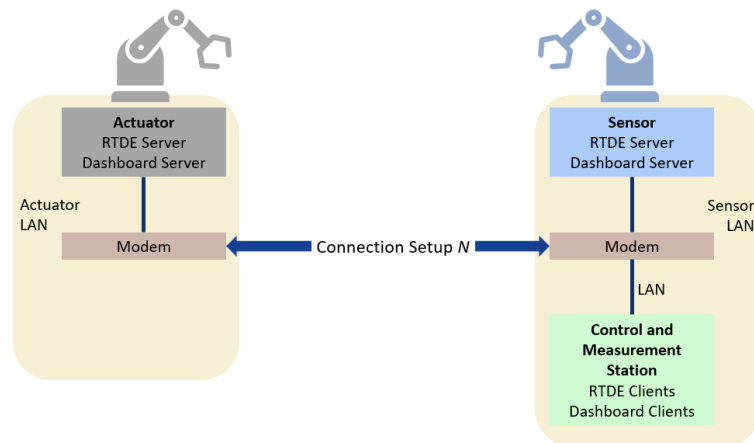 Actuator
RTDE Server
Dashboard Server
Actuator
LAN
Modem
Connection Setup N
Sensor
RTDE Server
Dashboard Server
Sensor
LAN
Modem
LAN
Control and
Measurement
Station
RTDE Clients
Dashboard Clients